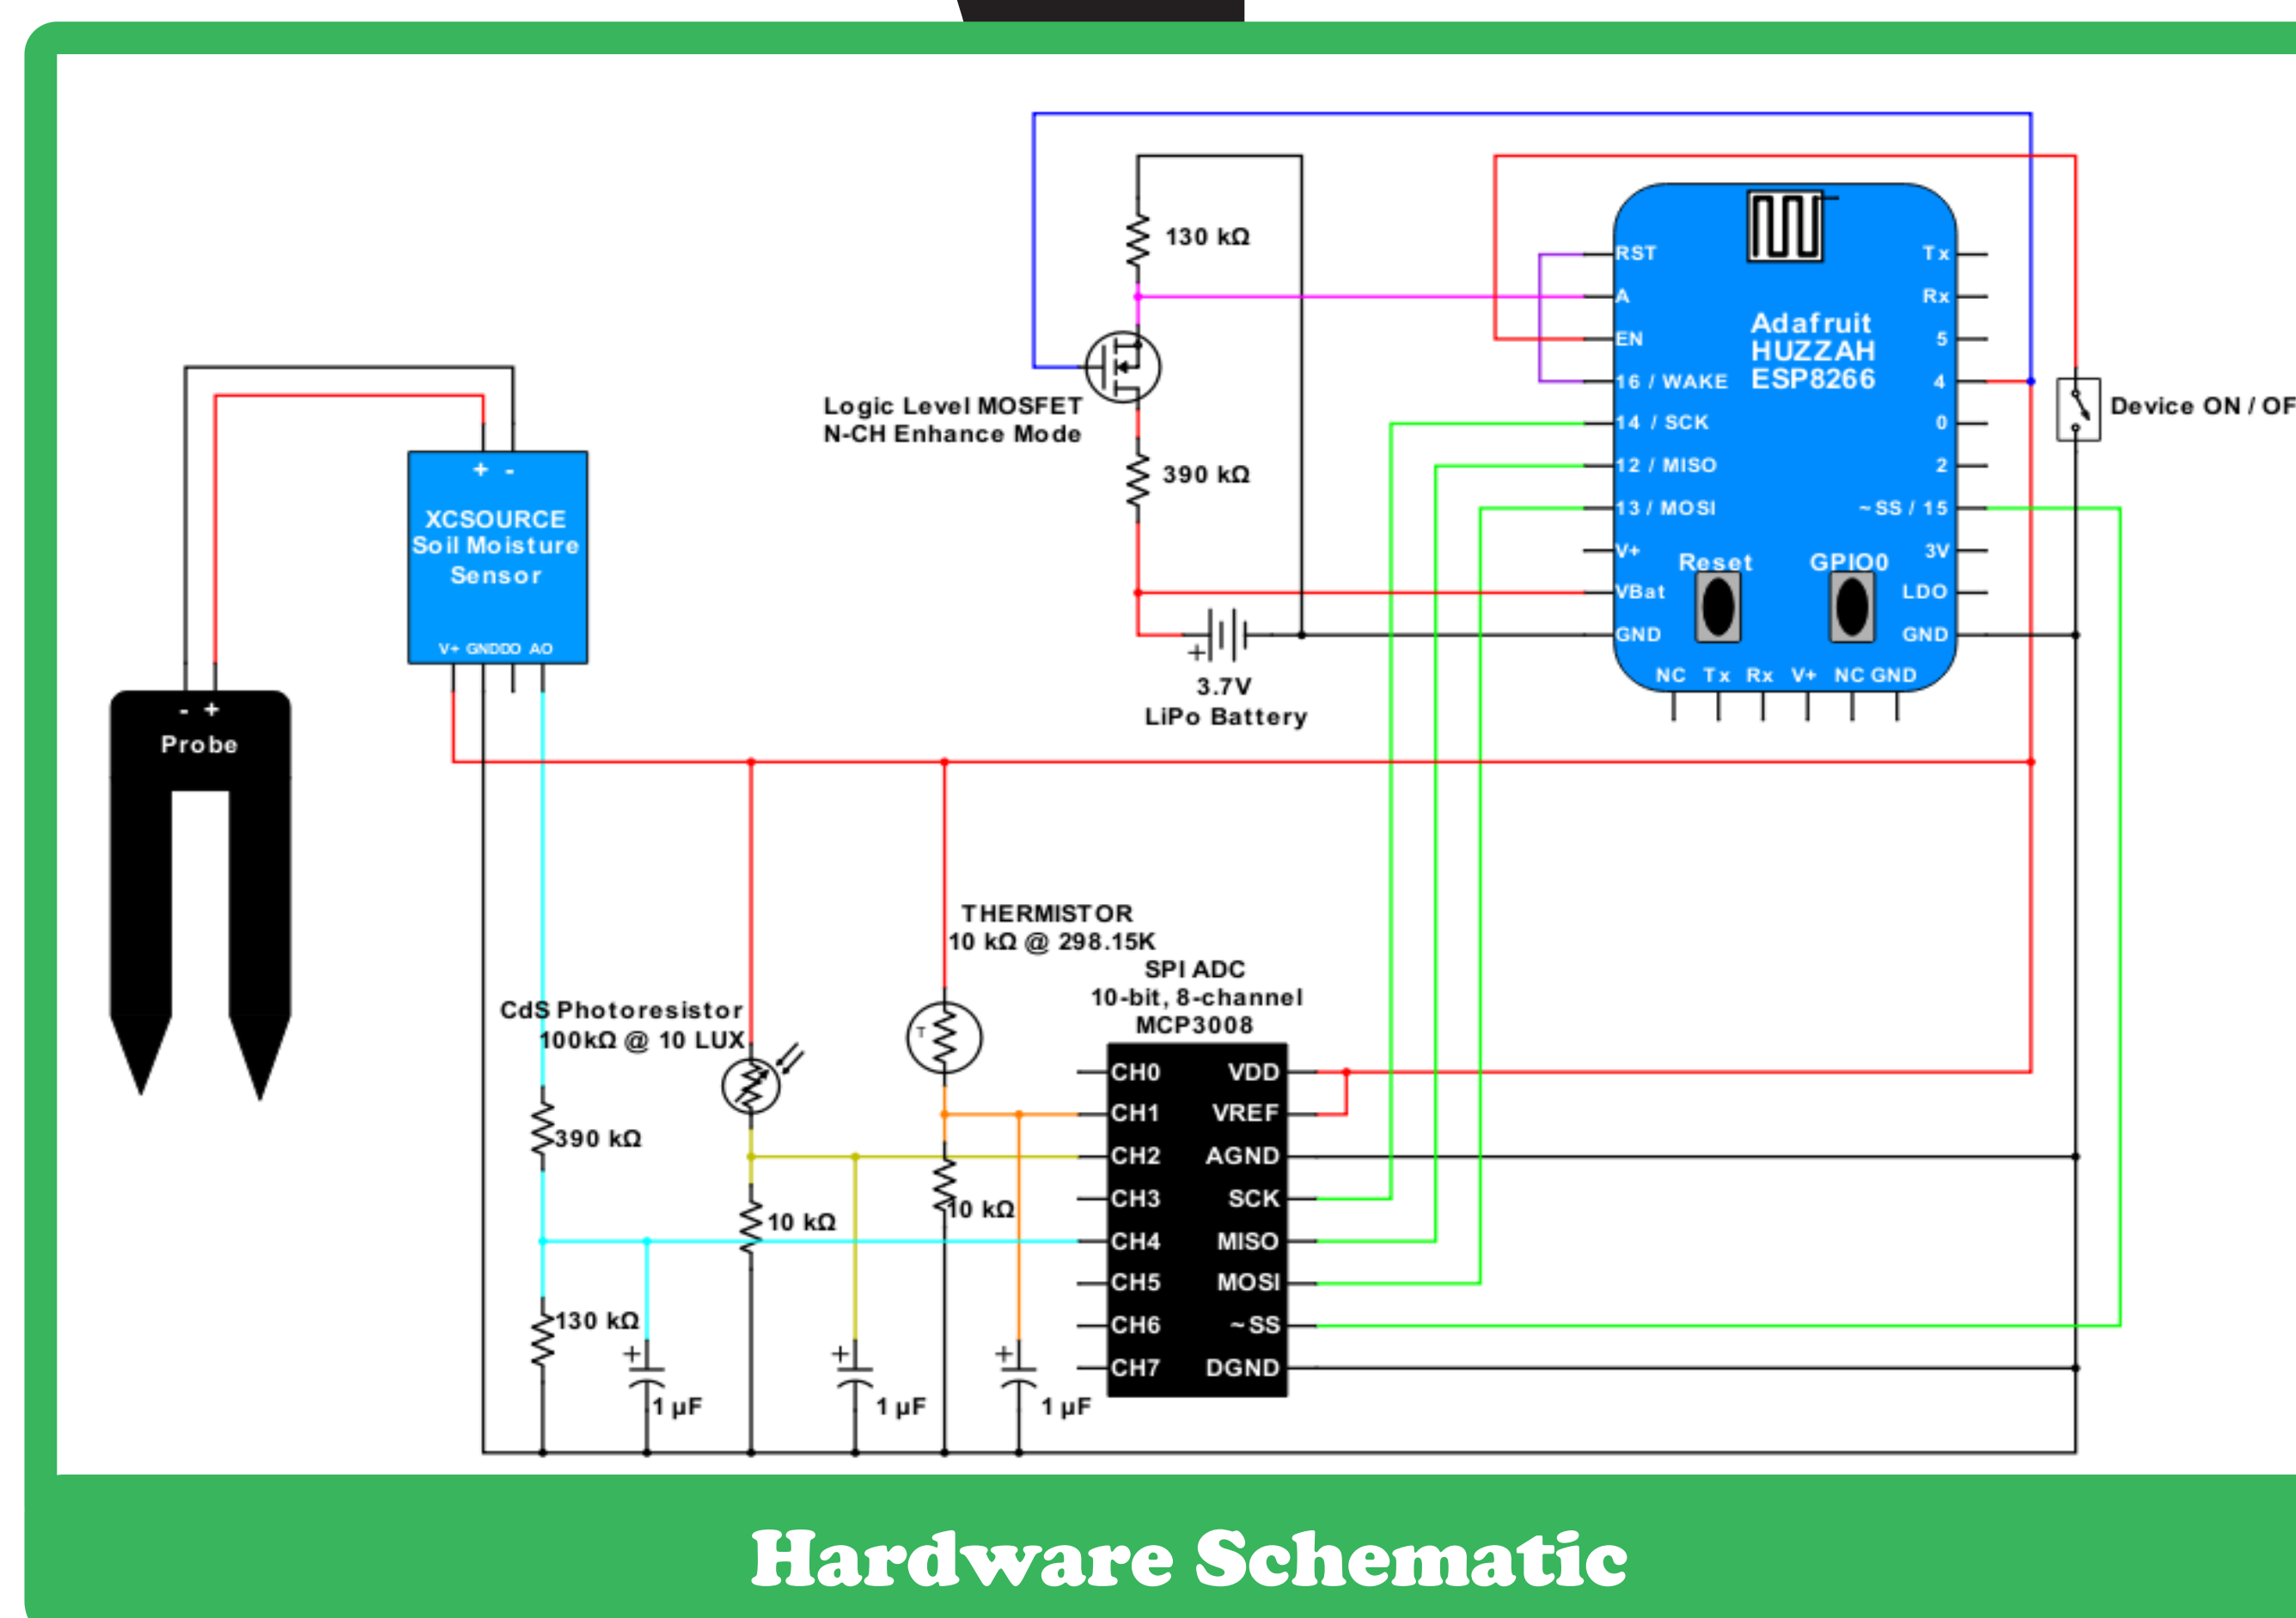 130 kΩ
Logic Level MOSFET
N-CH Enhance Mode
390 kΩ
+
3.7V
LiPo Battery
RST
A
EN
16 / WAKE
14 / SCK
12 / MISO
13 / MOSI
V+
VBat
GND
Adafruit
HUZZAH
ESP8266
Reset
GPIO0
Tx
Rx
5
4
0
2
~SS / 15
3V
LDO
GND
NC Tx Rx V+ NC GND
Device ON / OF
+ -
XCSOURCE
Soil Moisture
Sensor
V+ GND DO AO
- +
Probe
THERMISTOR
10 kΩ @ 298.15K
T
CdS Photoresistor
100kΩ @ 10 LUX
SPI ADC
10-bit, 8-channel
MCP3008
CH0 VDD
CH1 VREF
CH2 AGND
CH3 SCK
CH4 MISO
CH5 MOSI
CH6 ~SS
CH7 DGND
390 kΩ
10 kΩ
10 kΩ
130 kΩ
+
1 µF
+
1 µF
+
1 µF
Hardware Schematic